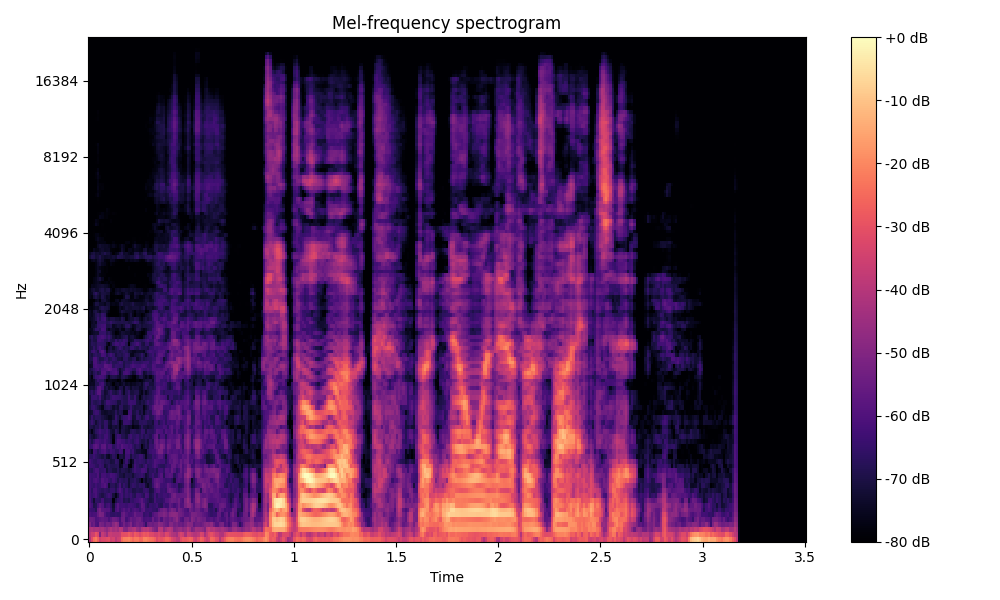 Mel-frequency spectrogram
Hz
16384
8192
4096
2048
1024
512
0
0 0.5 1 1.5 2 2.5 3 3.5
Time
+0 dB
-10 dB
-20 dB
-30 dB
-40 dB
-50 dB
-60 dB
-70 dB
-80 dB